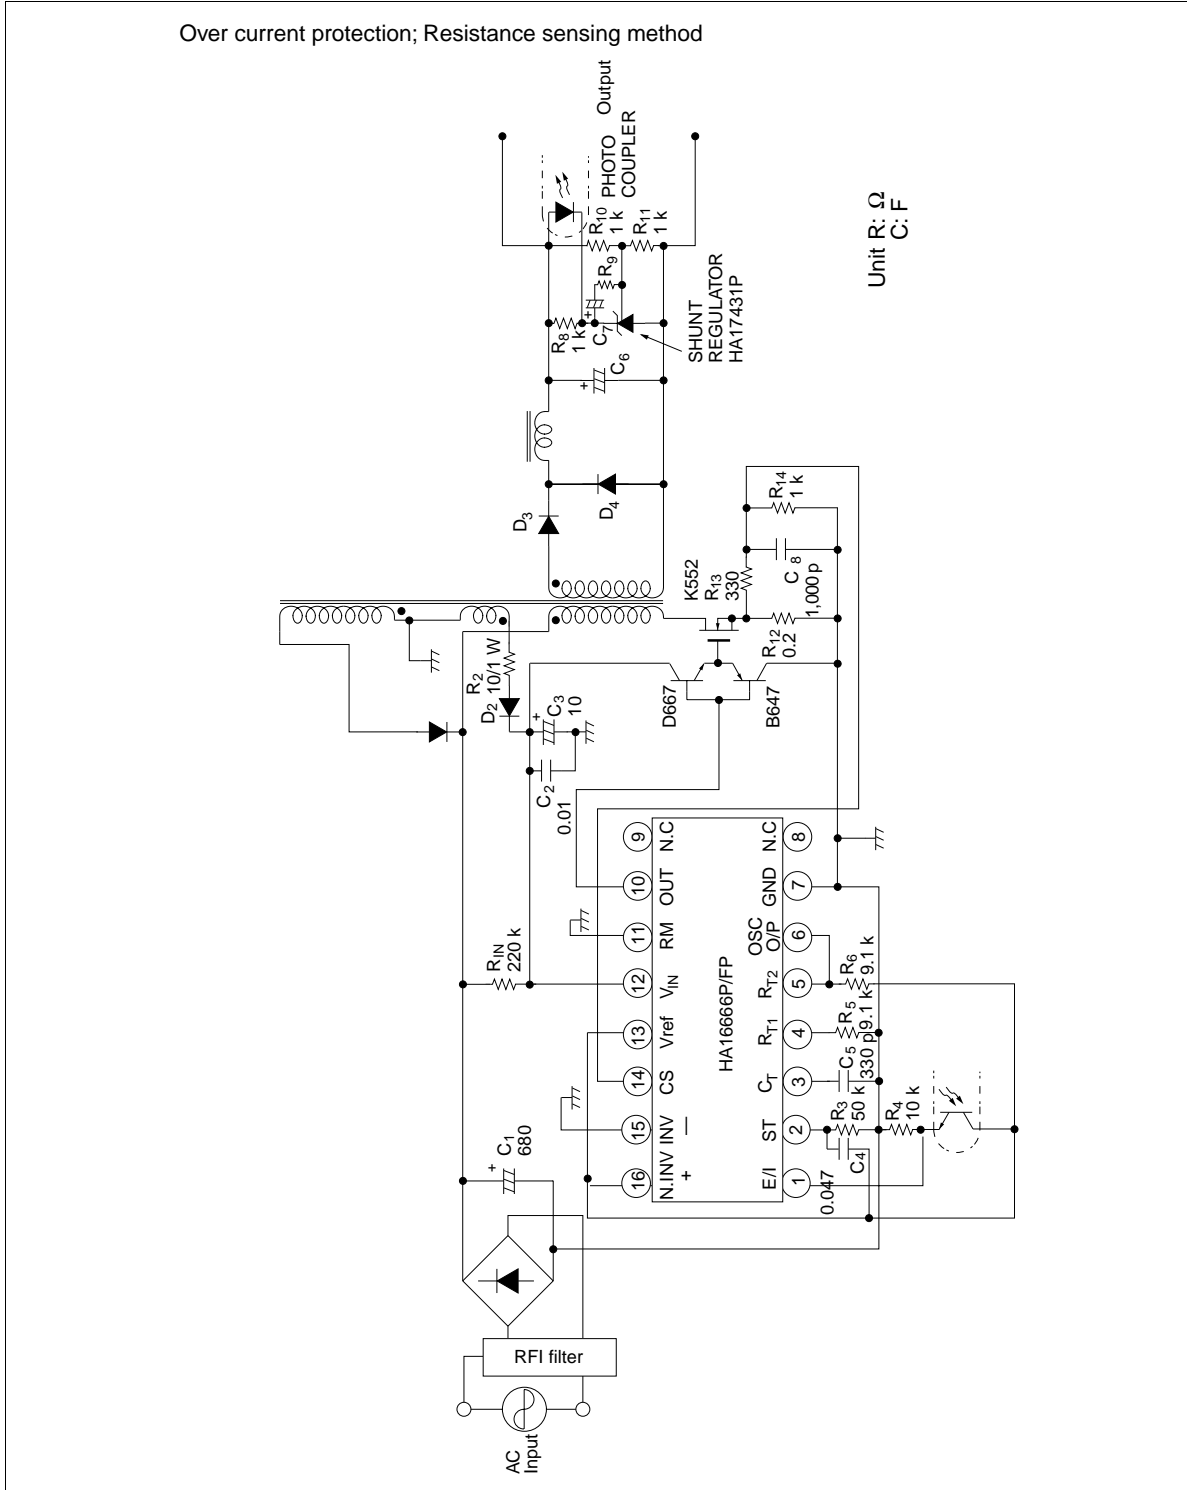 Over current protection; Resistance sensing method
AC
Input
RFI filter
C1
680
+
RIN
220 k
R2
10/1 W
D2
C3
10
+
C2
0.01
D3
D4
C6
+
R8
1 k
C7
+
R9
R10
1 k
R11
1 k
PHOTO
COUPLER
Output
SHUNT
REGULATOR
HA17431P
K552
R13
330
R12
0.2
C8
1,000 p
R14
1 k
D667
B647
HA16666P/FP
16
N.INV
+
15
INV
—
14
CS
13
Vref
12
VIN
11
RM
10
OUT
9
N.C
1
E/I
2
ST
3
CT
4
RT1
5
RT2
6
OSC
O/P
7
GND
8
N.C
0.047
C4
R3
50 k
R4
10 k
C5
330 p
R5
9.1 k
R6
9.1 k
Unit R: Ω
C: F